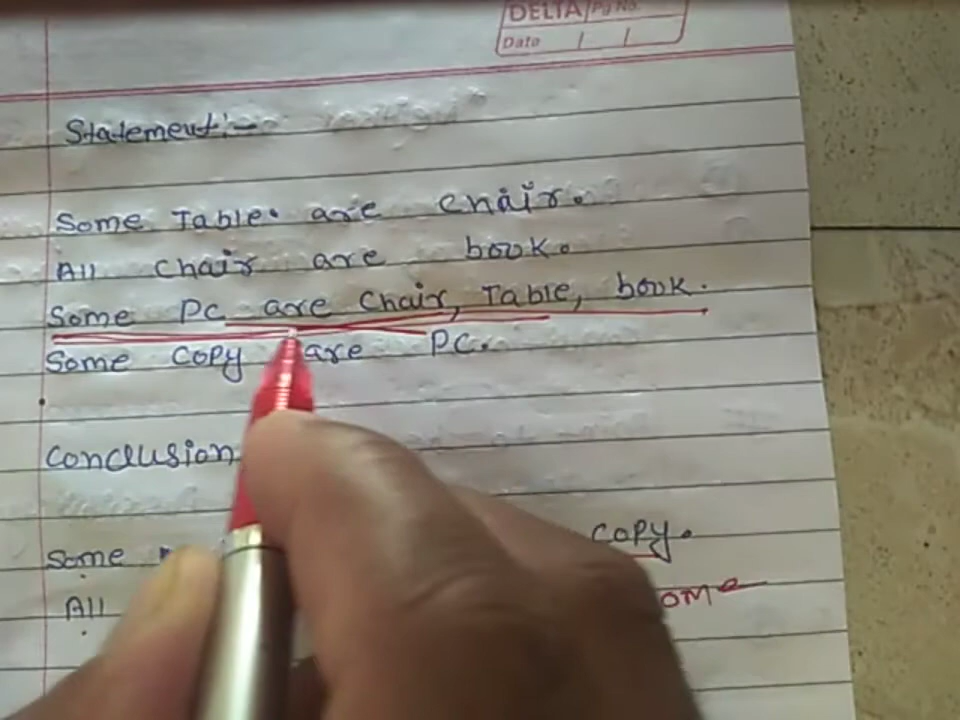 DELTA Pg No.
Date / /
Statement:-
Some Table. are chair.
All chair are book.
Some PC are chair, Table, book.
Some copy are PC.
Conclusion
Some copy.
All ome